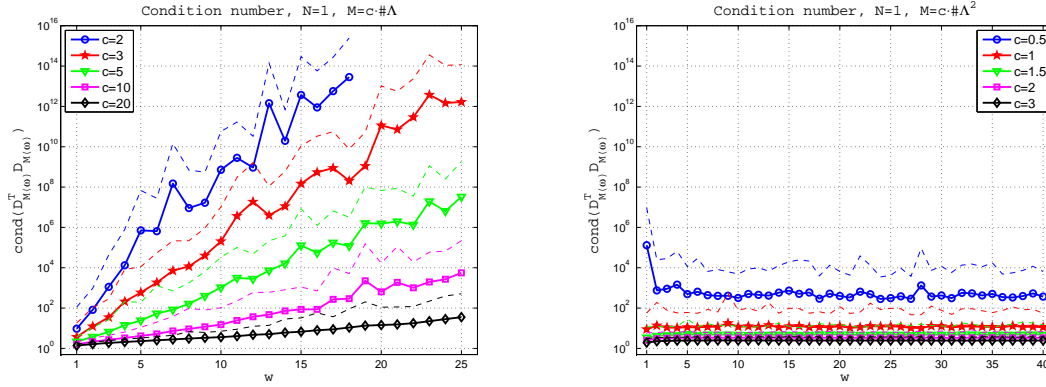 Condition number, N=1, M=c·#Λ
10^16
10^14
10^12
10^10
10^8
10^6
10^4
10^2
10^0
cond(D^T_{M(ω)} D_{M(ω)})
c=2
c=3
c=5
c=10
c=20
1 5 10 15 20 25
w
Condition number, N=1, M=c·#Λ^2
10^16
10^14
10^12
10^10
10^8
10^6
10^4
10^2
10^0
cond(D^T_{M(ω)} D_{M(ω)})
c=0.5
c=1
c=1.5
c=2
c=3
1 5 10 15 20 25 30 35 40
w